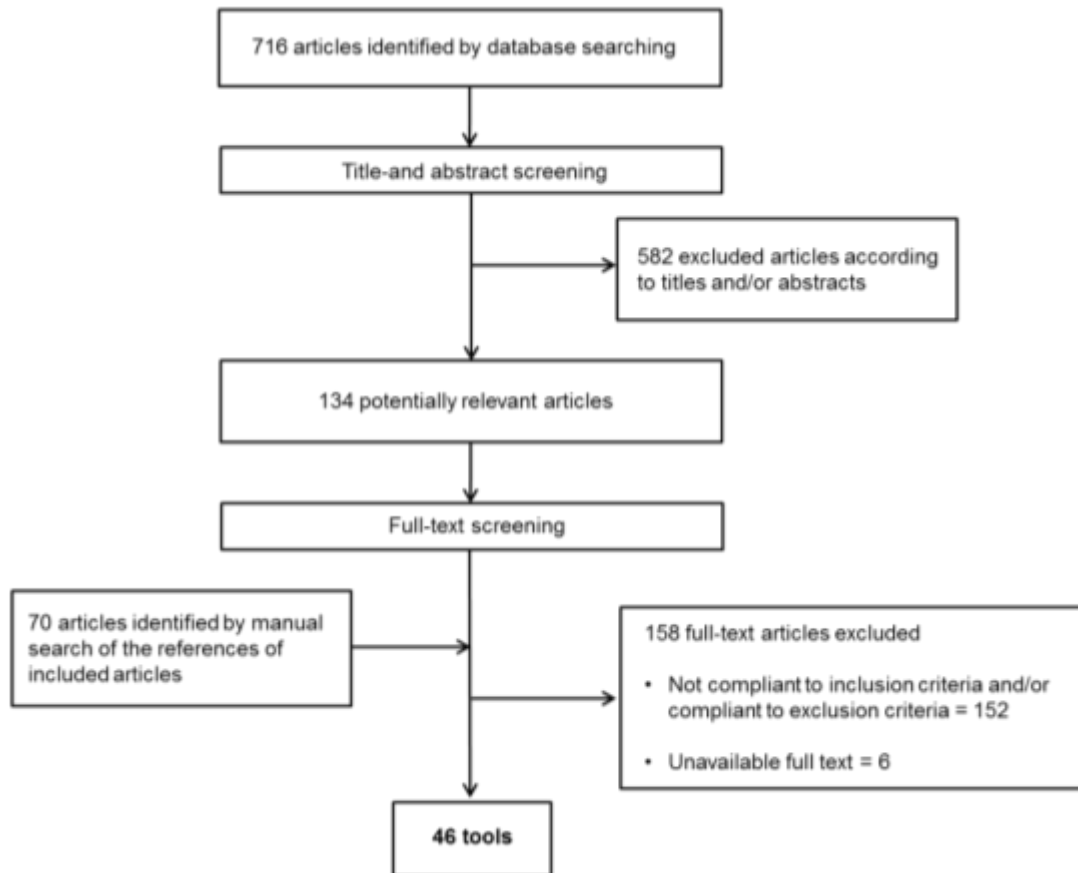 716 articles identified by database searching
Title-and abstract screening
582 excluded articles according
to titles and/or abstracts
134 potentially relevant articles
Full-text screening
70 articles identified by manual
search of the references of
included articles
158 full-text articles excluded
• Not compliant to inclusion criteria and/or
compliant to exclusion criteria = 152
• Unavailable full text = 6
46 tools